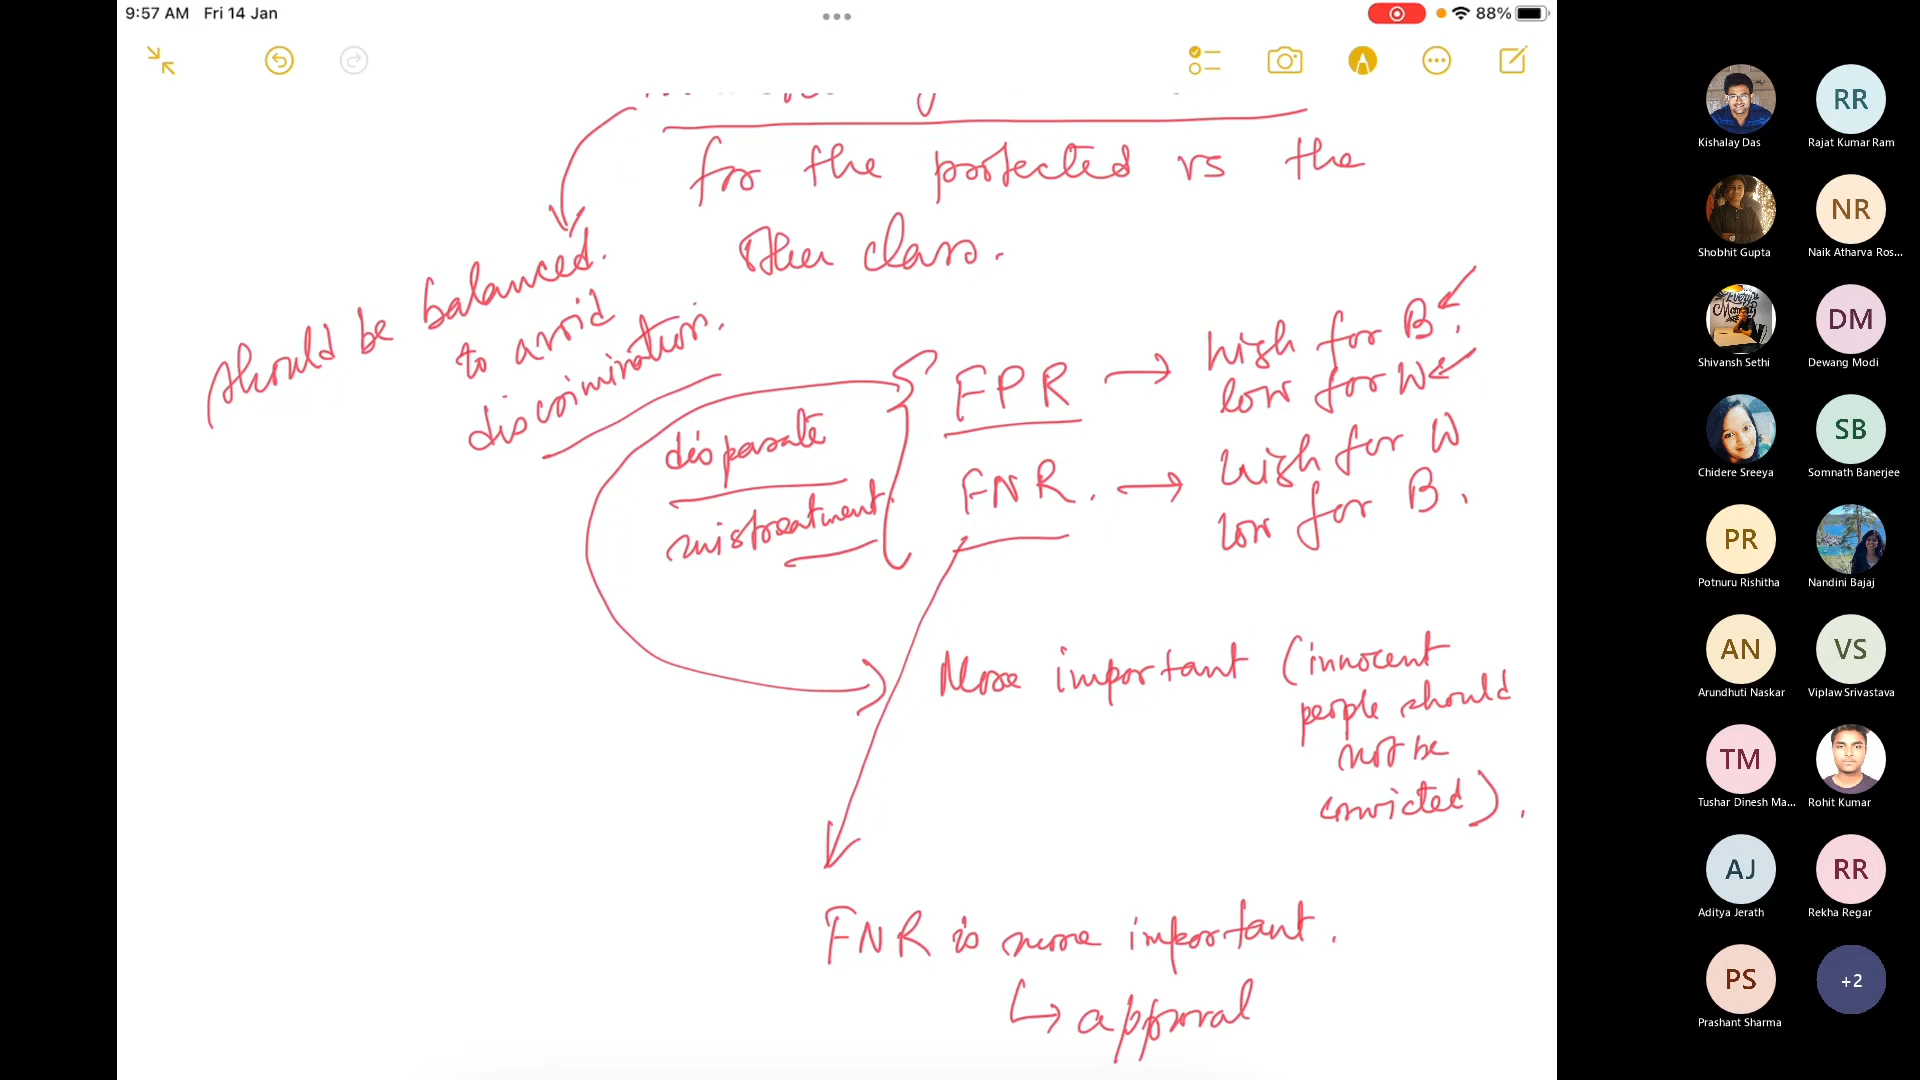 9:57 AM Fri 14 Jan
88%
for the protected vs the
other class.
should be balanced.
to avoid
discrimination.
FPR → high for B.
low for W
disparate
mistreatment.
FNR. → high for W
low for B.
More important (innocent
people should
not be
convicted).
FNR is more important.
↳ approval
Kishalay Das
RR
Rajat Kumar Ram
Shobhit Gupta
NR
Naik Atharva Ros...
Shivansh Sethi
DM
Dewang Modi
Chidere Sreeya
SB
Somnath Banerjee
PR
Potnuru Rishitha
Nandini Bajaj
AN
Arundhuti Naskar
VS
Viplaw Srivastava
TM
Tushar Dinesh Ma...
Rohit Kumar
AJ
Aditya Jerath
RR
Rekha Regar
PS
Prashant Sharma
+2